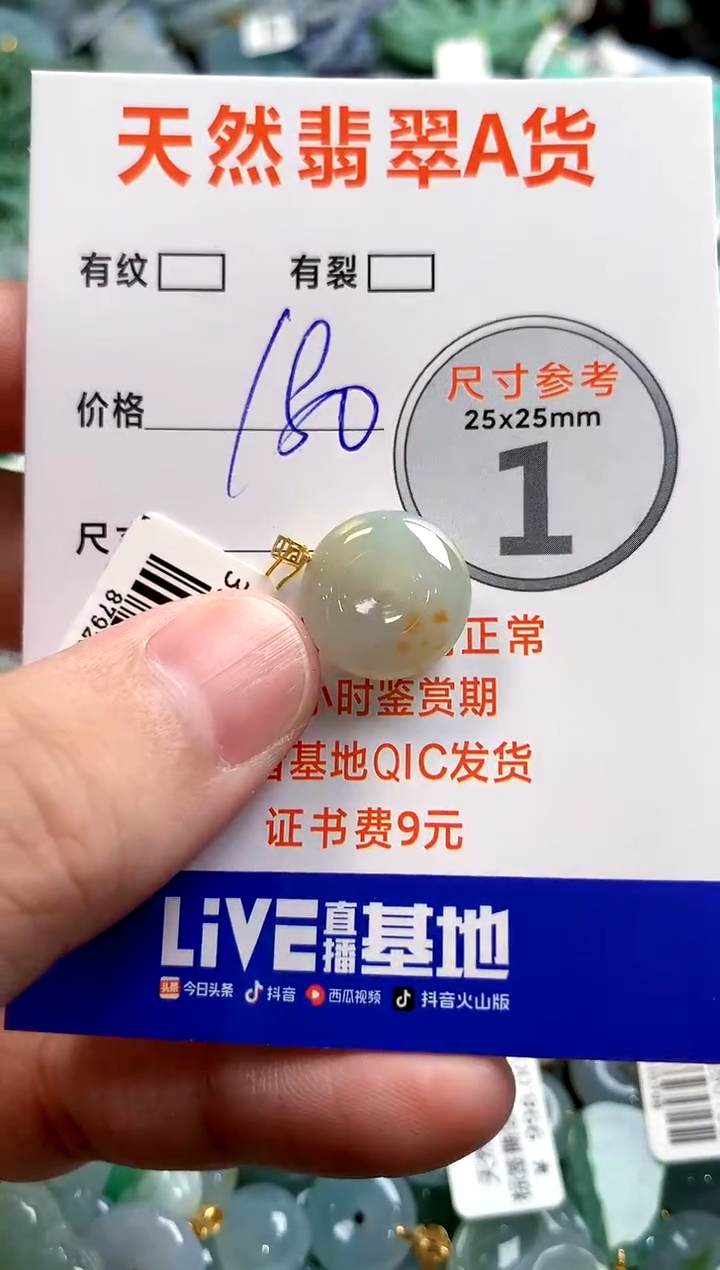 天然翡翠A货
有纹 有裂
价格 180
尺寸参考
25x25mm
1
正常
小时鉴赏期
基地QIC发货
证书费9元
LiVE直播基地
头条 今日头条 抖音 西瓜视频 抖音火山版